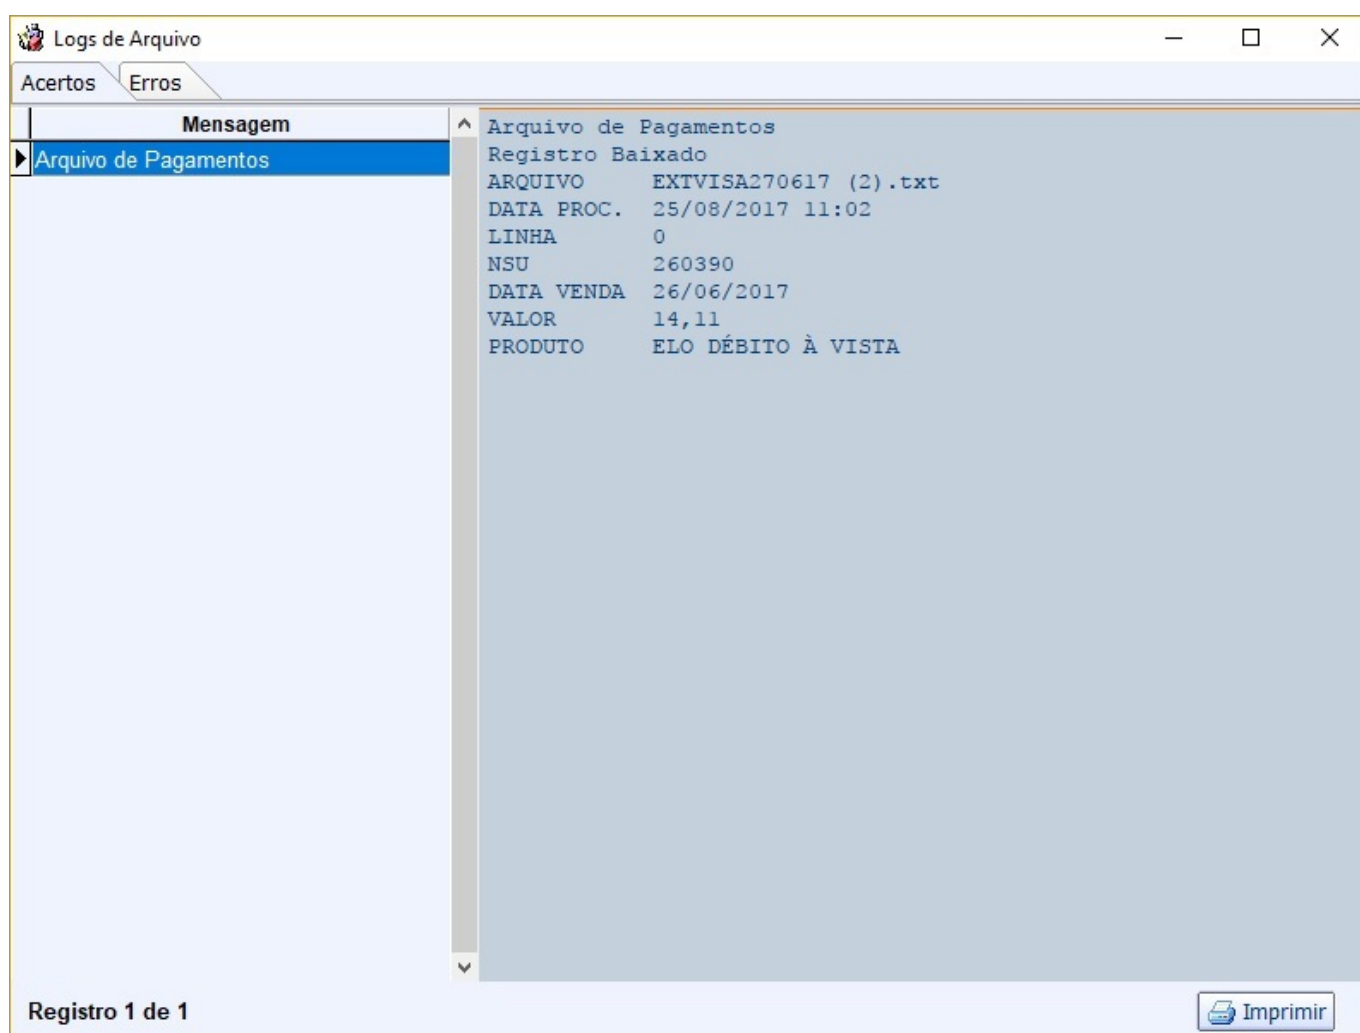 Logs de Arquivo
Acertos Erros
Mensagem
Arquivo de Pagamentos
Arquivo de Pagamentos
Registro Baixado
ARQUIVO EXTVISA270617 (2).txt
DATA PROC. 25/08/2017 11:02
LINHA 0
NSU 260390
DATA VENDA 26/06/2017
VALOR 14,11
PRODUTO ELO DÉBITO À VISTA
Registro 1 de 1
Imprimir